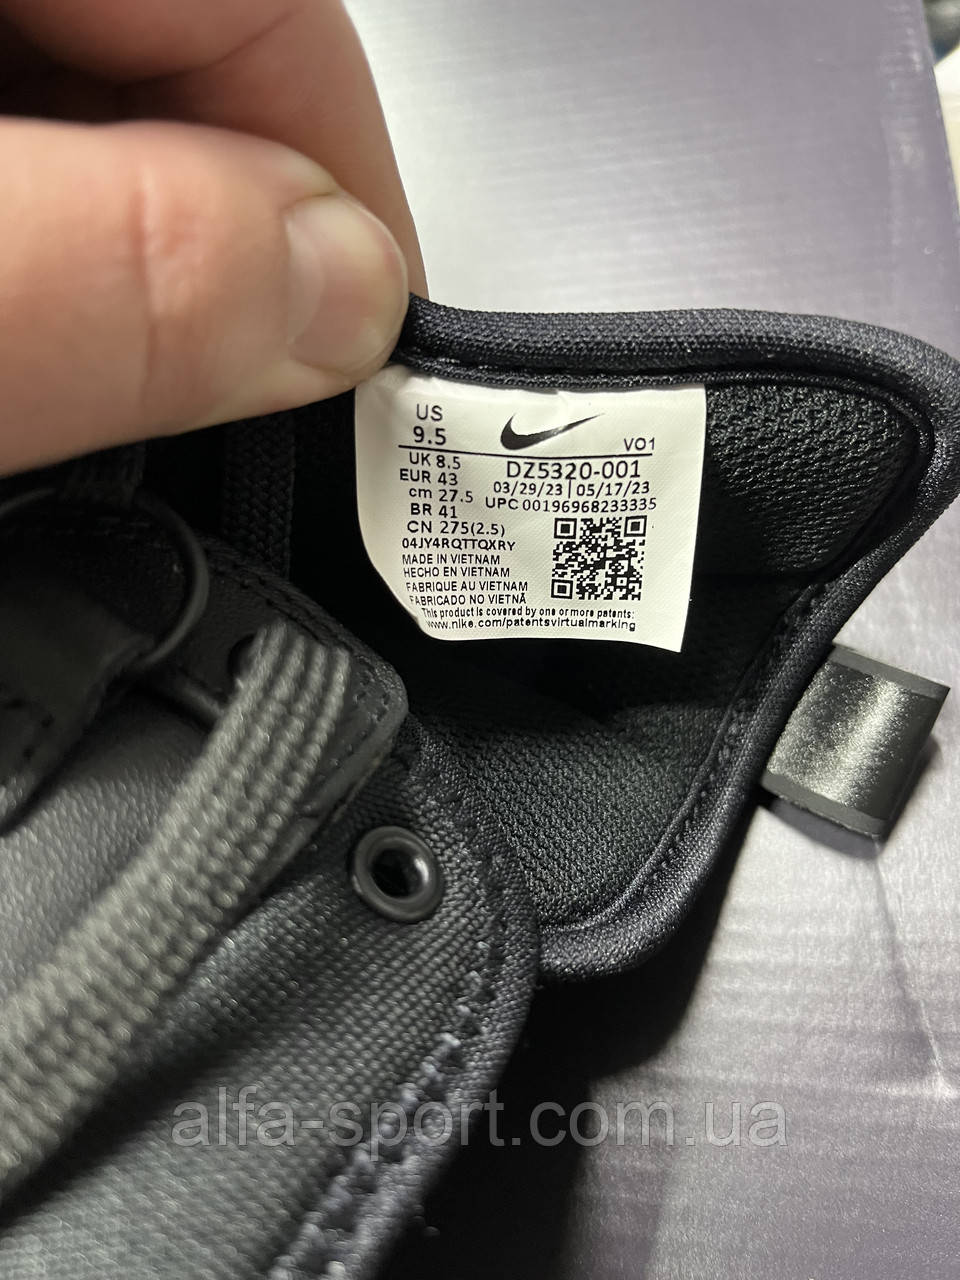 US
9.5
VO1
UK 8.5
EUR 43
cm 27.5
BR 41
CN 275(2.5)
DZ5320-001
03/29/23 | 05/17/23
UPC 00196968233335
04JY4RQTTQXRY
MADE IN VIETNAM
HECHO EN VIETNAM
FABRIQUE AU VIETNAM
FABRICADO NO VIETNÃ
This product is covered by one or more patents:
www.nike.com/patentsvirtualmarking
alfa-sport.com.ua